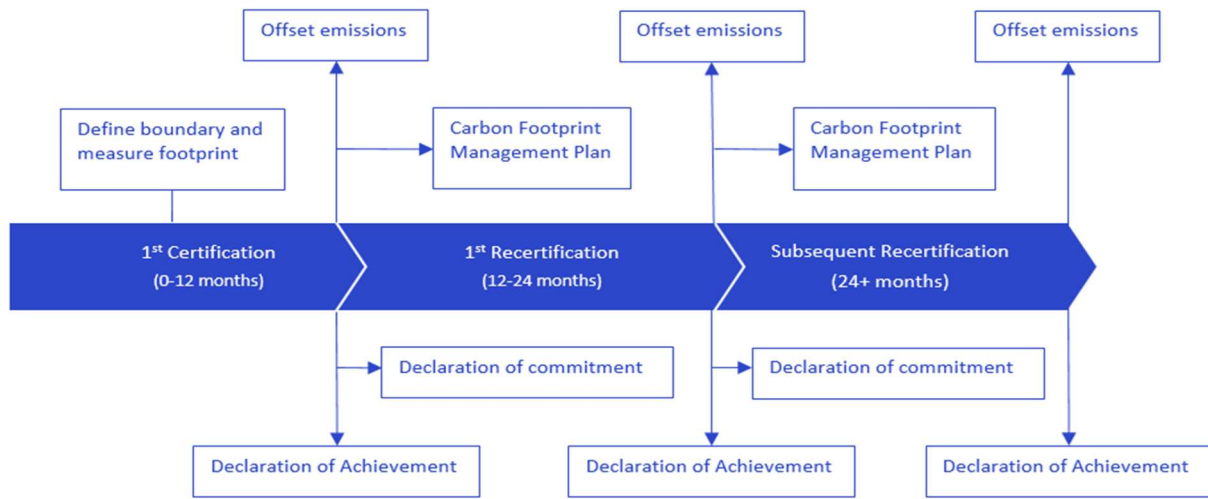 Offset emissions
Offset emissions
Offset emissions
Define boundary and
measure footprint
Carbon Footprint
Management Plan
Carbon Footprint
Management Plan
1st Certification
(0-12 months)
1st Recertification
(12-24 months)
Subsequent Recertification
(24+ months)
Declaration of commitment
Declaration of commitment
Declaration of Achievement
Declaration of Achievement
Declaration of Achievement